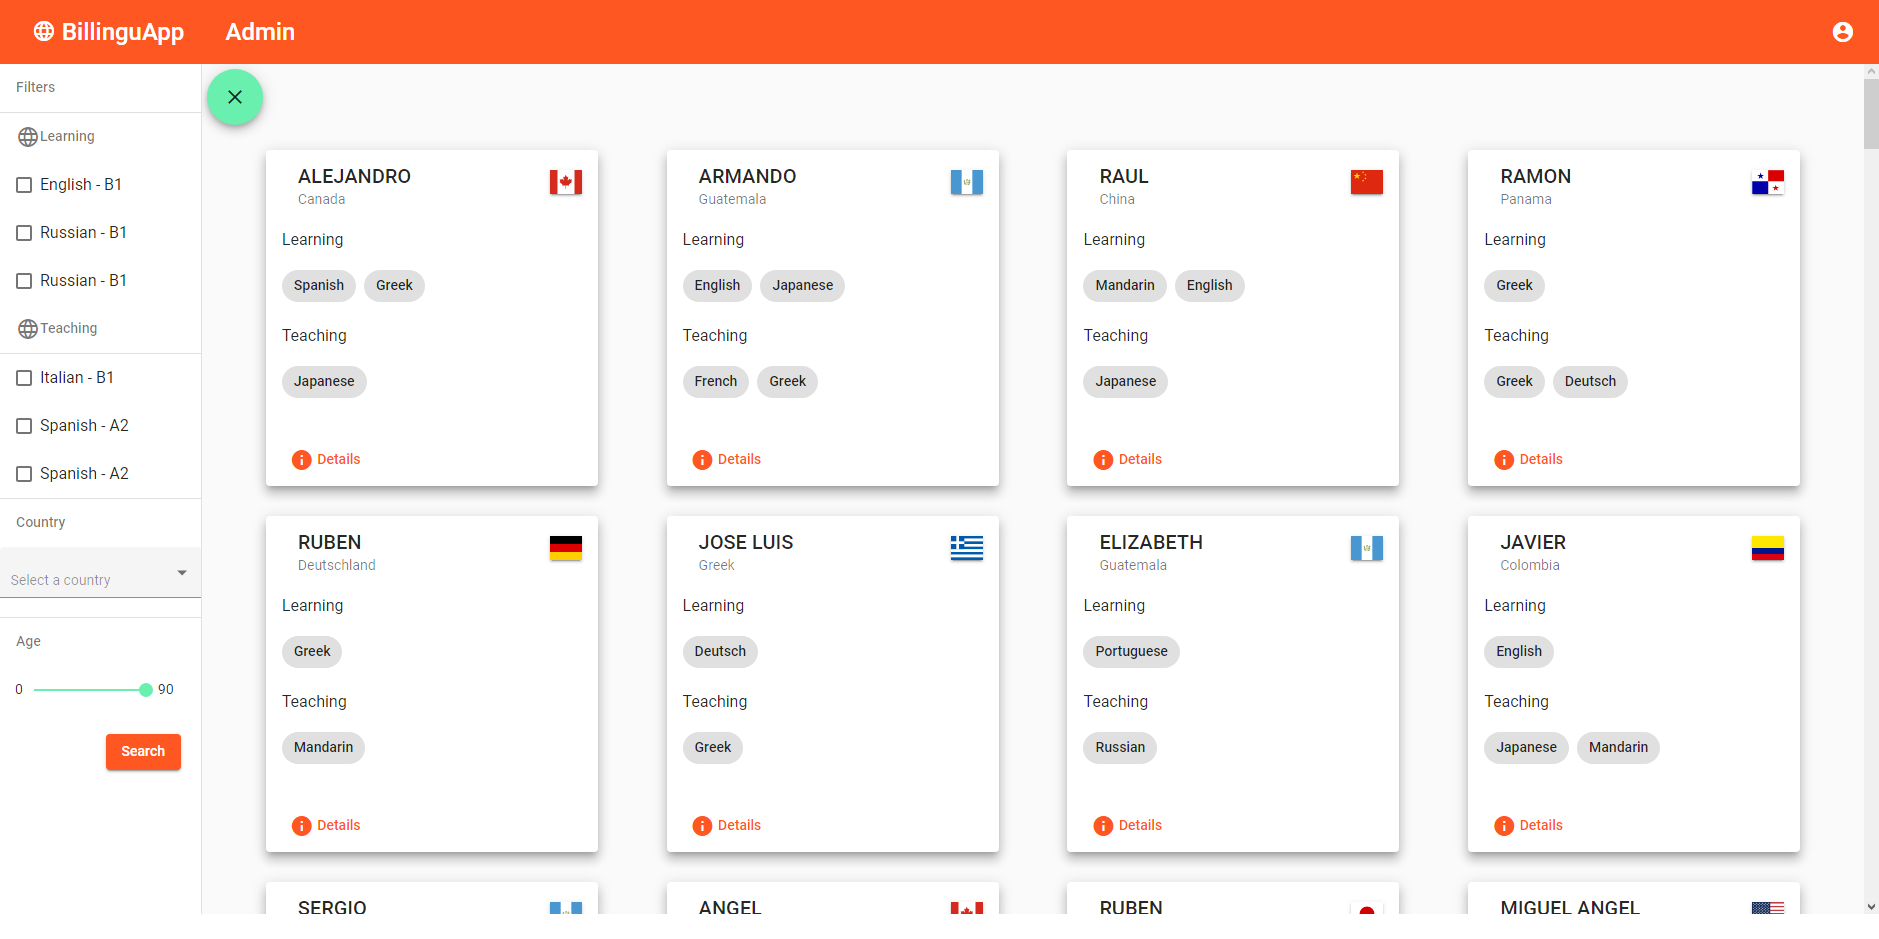 BillinguApp Admin
Filters
Learning
English - B1
Russian - B1
Russian - B1
Teaching
Italian - B1
Spanish - A2
Spanish - A2
Country
Select a country
Age
0 90
Search
ALEJANDRO
Canada
Learning
Spanish Greek
Teaching
Japanese
Details
ARMANDO
Guatemala
Learning
English Japanese
Teaching
French Greek
Details
RAUL
China
Learning
Mandarin English
Teaching
Japanese
Details
RAMON
Panama
Learning
Greek
Teaching
Greek Deutsch
Details
RUBEN
Deutschland
Learning
Greek
Teaching
Mandarin
Details
JOSE LUIS
Greek
Learning
Deutsch
Teaching
Greek
Details
ELIZABETH
Guatemala
Learning
Portuguese
Teaching
Russian
Details
JAVIER
Colombia
Learning
English
Teaching
Japanese Mandarin
Details
SERGIO
ANGEL
RUBEN
MIGUEL ANGEL